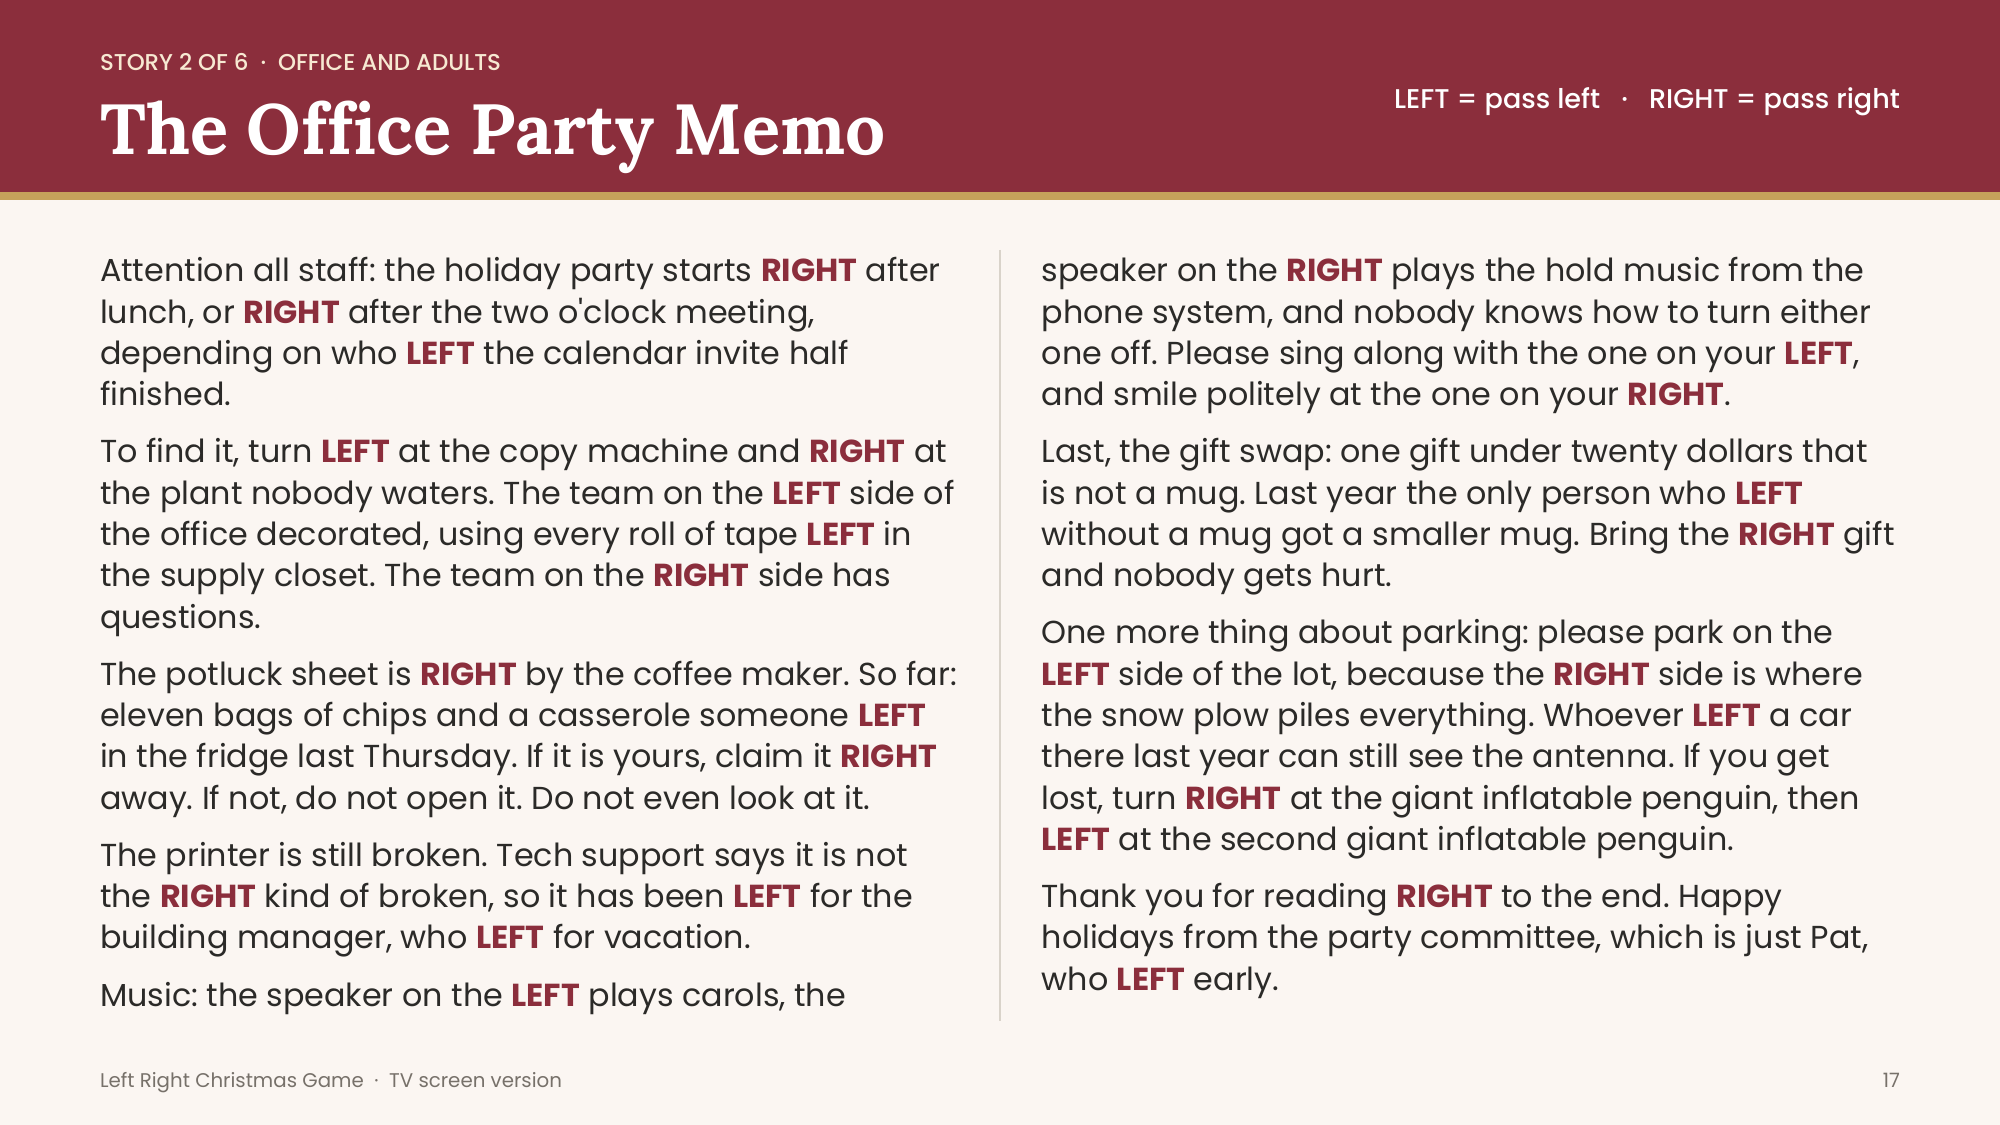 STORY 2 OF 6 · OFFICE AND ADULTS
The Office Party Memo
LEFT = pass left · RIGHT = pass right
Attention all staff: the holiday party starts RIGHT after
lunch, or RIGHT after the two o'clock meeting,
depending on who LEFT the calendar invite half
finished.
To find it, turn LEFT at the copy machine and RIGHT at
the plant nobody waters. The team on the LEFT side of
the office decorated, using every roll of tape LEFT in
the supply closet. The team on the RIGHT side has
questions.
The potluck sheet is RIGHT by the coffee maker. So far:
eleven bags of chips and a casserole someone LEFT
in the fridge last Thursday. If it is yours, claim it RIGHT
away. If not, do not open it. Do not even look at it.
The printer is still broken. Tech support says it is not
the RIGHT kind of broken, so it has been LEFT for the
building manager, who LEFT for vacation.
Music: the speaker on the LEFT plays carols, the
speaker on the RIGHT plays the hold music from the
phone system, and nobody knows how to turn either
one off. Please sing along with the one on your LEFT,
and smile politely at the one on your RIGHT.
Last, the gift swap: one gift under twenty dollars that
is not a mug. Last year the only person who LEFT
without a mug got a smaller mug. Bring the RIGHT gift
and nobody gets hurt.
One more thing about parking: please park on the
LEFT side of the lot, because the RIGHT side is where
the snow plow piles everything. Whoever LEFT a car
there last year can still see the antenna. If you get
lost, turn RIGHT at the giant inflatable penguin, then
LEFT at the second giant inflatable penguin.
Thank you for reading RIGHT to the end. Happy
holidays from the party committee, which is just Pat,
who LEFT early.
Left Right Christmas Game · TV screen version
17